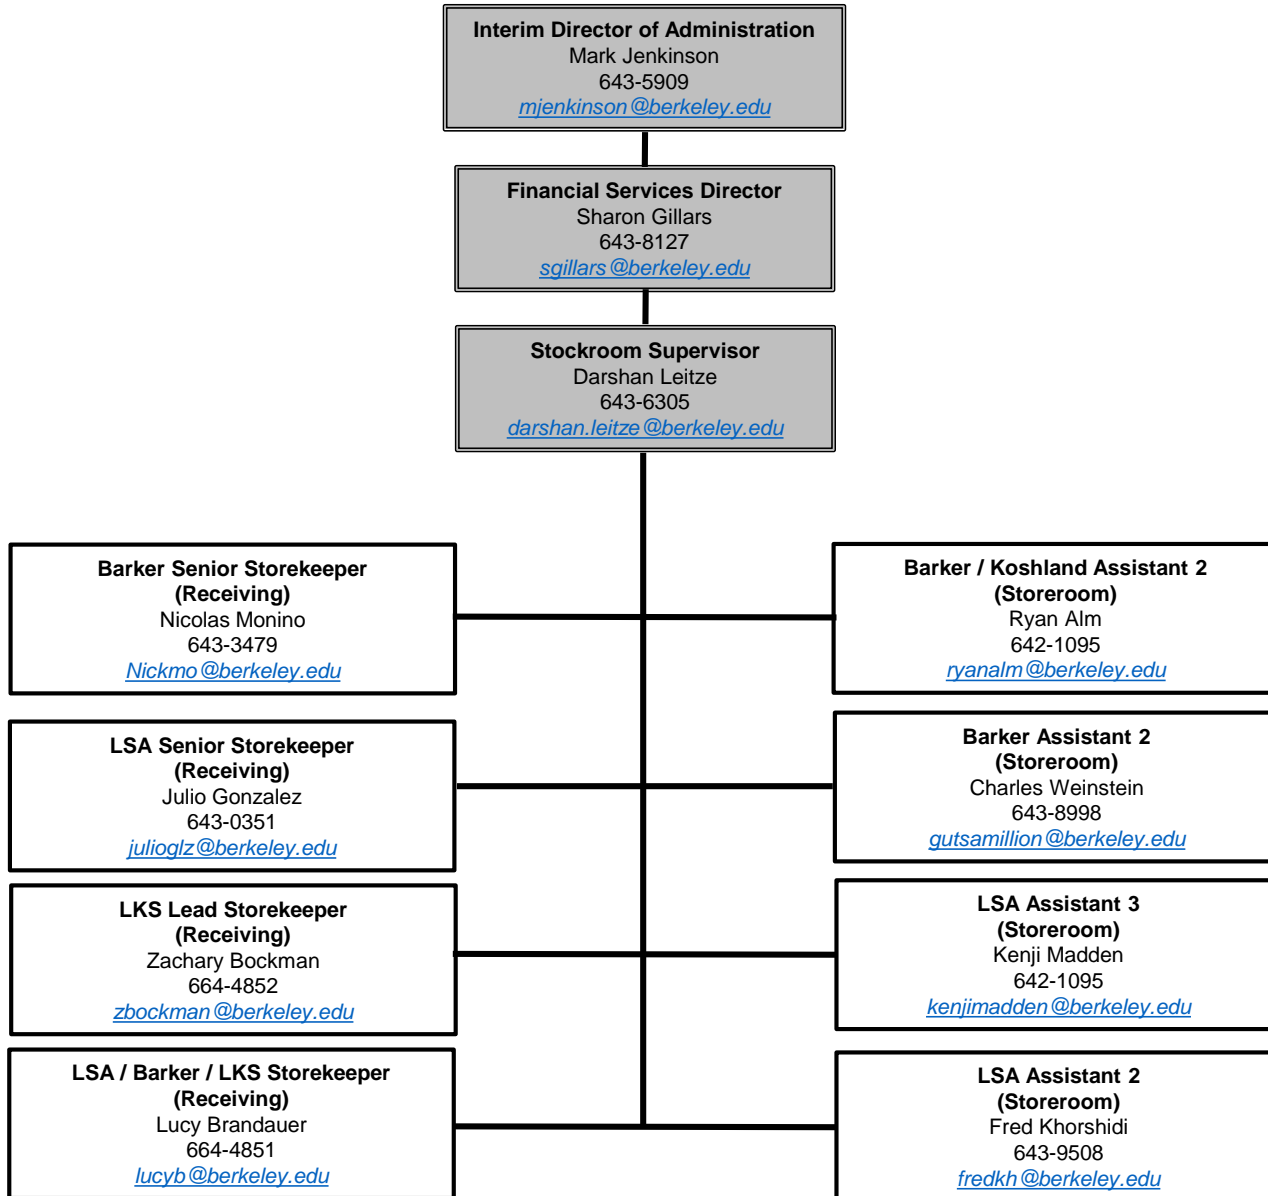 Interim Director of Administration
Mark Jenkinson
643-5909
mjenkinson@berkeley.edu
Financial Services Director
Sharon Gillars
643-8127
sgillars@berkeley.edu
Stockroom Supervisor
Darshan Leitze
643-6305
darshan.leitze@berkeley.edu
Barker Senior Storekeeper
(Receiving)
Nicolas Monino
643-3479
Nickmo@berkeley.edu
Barker / Koshland Assistant 2
(Storeroom)
Ryan Alm
642-1095
ryanalm@berkeley.edu
LSA Senior Storekeeper
(Receiving)
Julio Gonzalez
643-0351
julioglz@berkeley.edu
Barker Assistant 2
(Storeroom)
Charles Weinstein
643-8998
gutsamillion@berkeley.edu
LKS Lead Storekeeper
(Receiving)
Zachary Bockman
664-4852
zbockman@berkeley.edu
LSA Assistant 3
(Storeroom)
Kenji Madden
642-1095
kenjimadden@berkeley.edu
LSA / Barker / LKS Storekeeper
(Receiving)
Lucy Brandauer
664-4851
lucyb@berkeley.edu
LSA Assistant 2
(Storeroom)
Fred Khorshidi
643-9508
fredkh@berkeley.edu